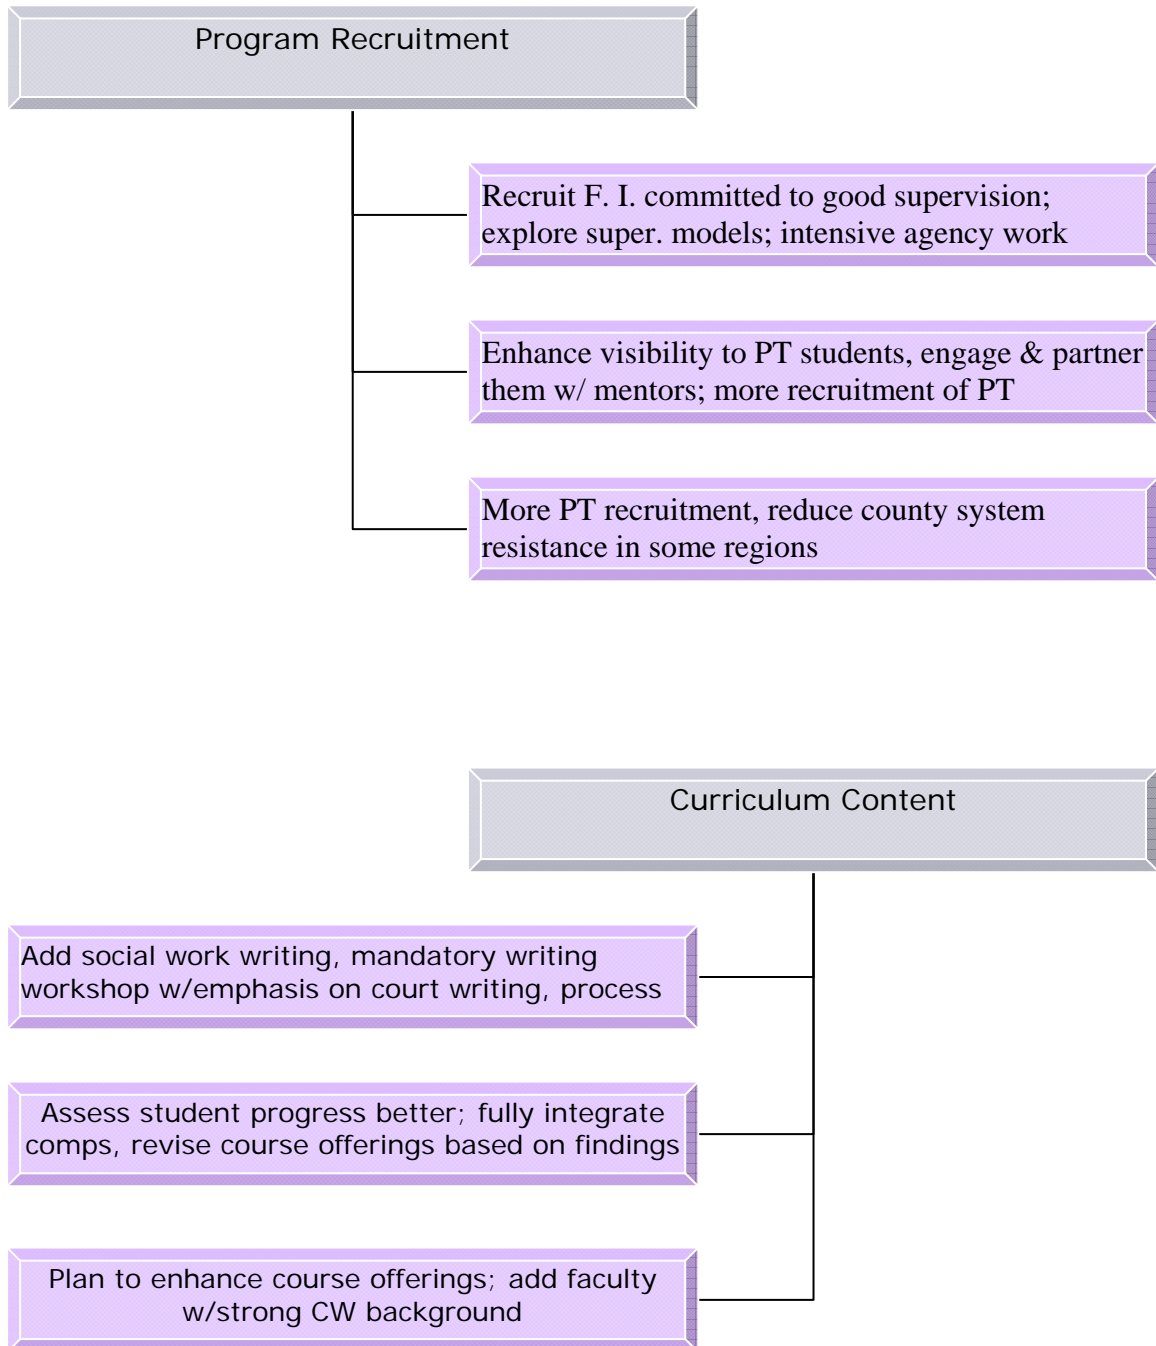 Program Recruitment
Recruit F. I. committed to good supervision;
explore super. models; intensive agency work
Enhance visibility to PT students, engage & partner
them w/ mentors; more recruitment of PT
More PT recruitment, reduce county system
resistance in some regions
Curriculum Content
Add social work writing, mandatory writing
workshop w/emphasis on court writing, process
Assess student progress better; fully integrate
comps, revise course offerings based on findings
Plan to enhance course offerings; add faculty
w/strong CW background